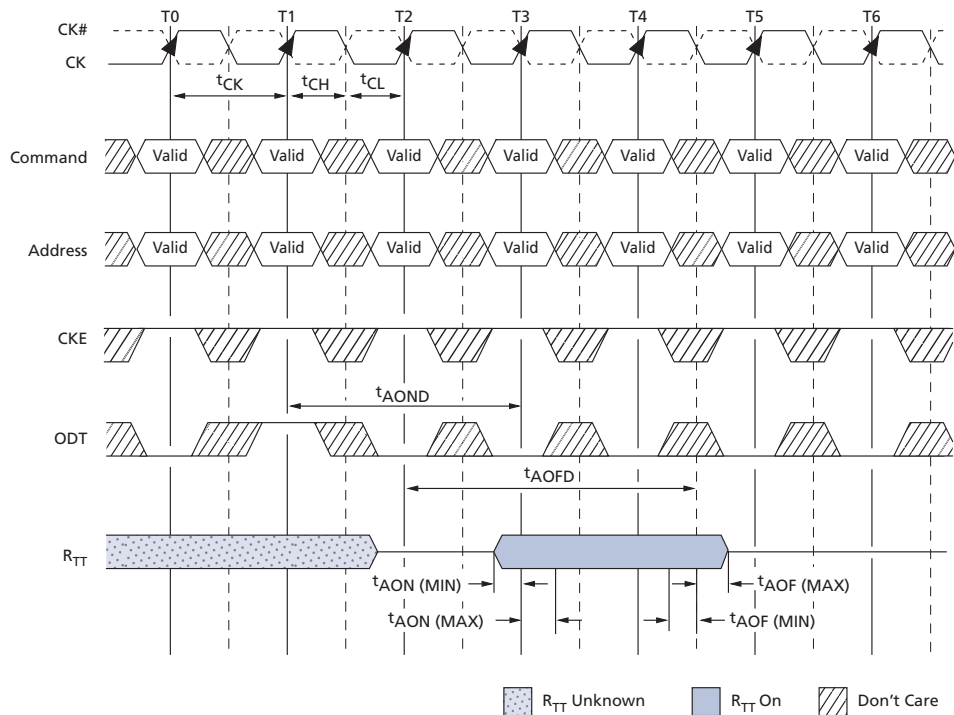 T0 T1 T2 T3 T4 T5 T6
CK#
CK
tCK tCH tCL
Command Valid Valid Valid Valid Valid Valid Valid
Address Valid Valid Valid Valid Valid Valid Valid
CKE
tAOND
ODT
tAOFD
RTT
tAON (MIN) tAOF (MAX)
tAON (MAX) tAOF (MIN)
RTT Unknown RTT On Don't Care